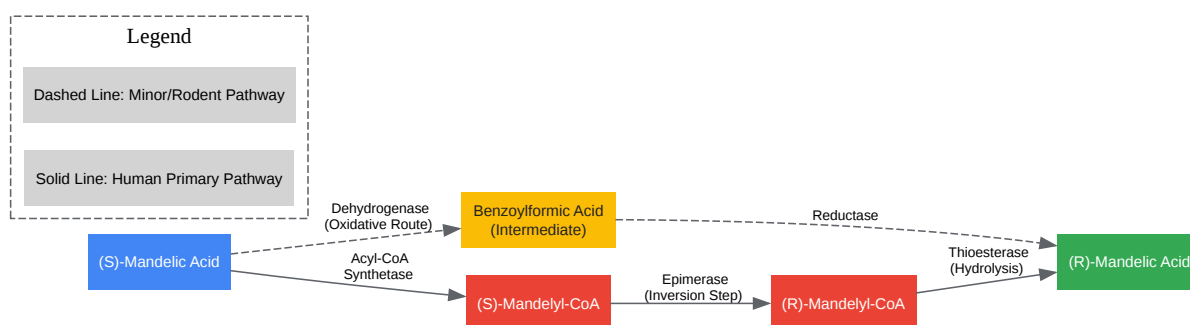 Legend
Dashed Line: Minor/Rodent Pathway
Solid Line: Human Primary Pathway
(S)-Mandelic Acid
Dehydrogenase
(Oxidative Route)
Acyl-CoA
Synthetase
Benzoylformic Acid
(Intermediate)
(S)-Mandelyl-CoA
Epimerase
(Inversion Step)
(R)-Mandelyl-CoA
Reductase
Thioesterase
(Hydrolysis)
(R)-Mandelic Acid